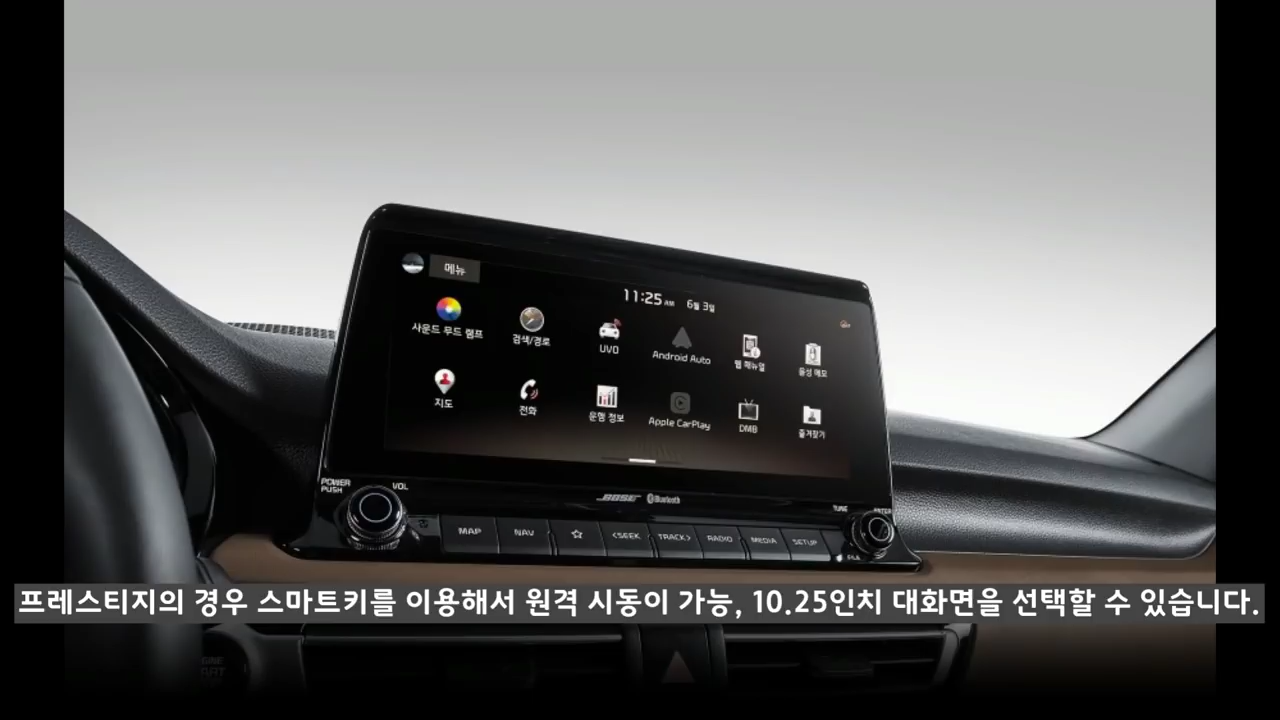 메뉴
11:25 AM 6월 3일
사운드 무드 램프
검색/경로
UVO
Android Auto
웹 매뉴얼
음성 메모
지도
전화
운행 정보
Apple CarPlay
DMB
즐겨찾기
POWER
PUSH
VOL
BOSE Bluetooth
TUNE
ENTER
MAP
NAV
☆
<SEEK
TRACK>
RADIO
MEDIA
SETUP
프레스티지의 경우 스마트키를 이용해서 원격 시동이 가능, 10.25인치 대화면을 선택할 수 있습니다.